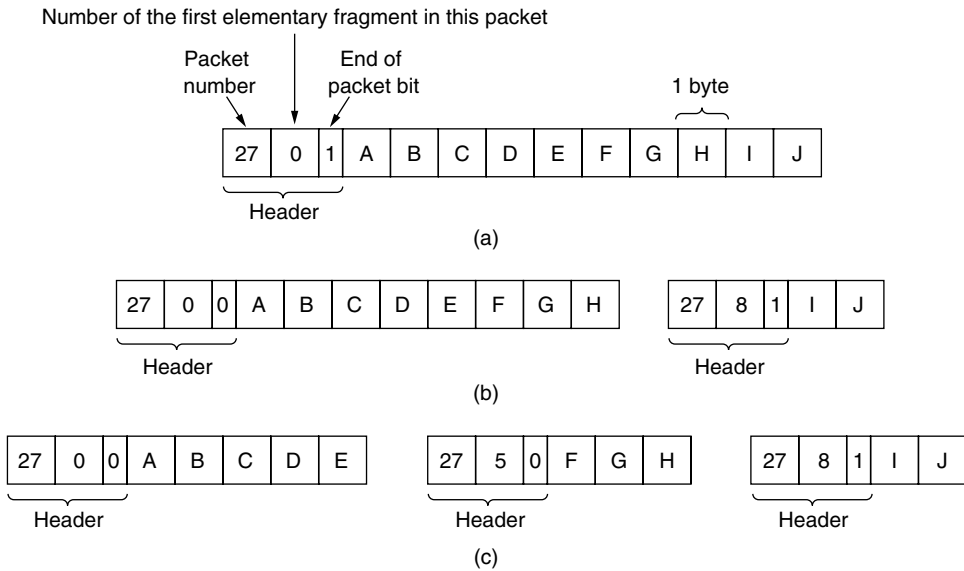 Number of the first elementary fragment in this packet
Packet
number
End of
packet bit
1 byte
27 0 1 A B C D E F G H I J
Header
(a)
27 0 0 A B C D E F G H
27 8 1 I J
Header
Header
(b)
27 0 0 A B C D E
27 5 0 F G H
27 8 1 I J
Header
Header
Header
(c)